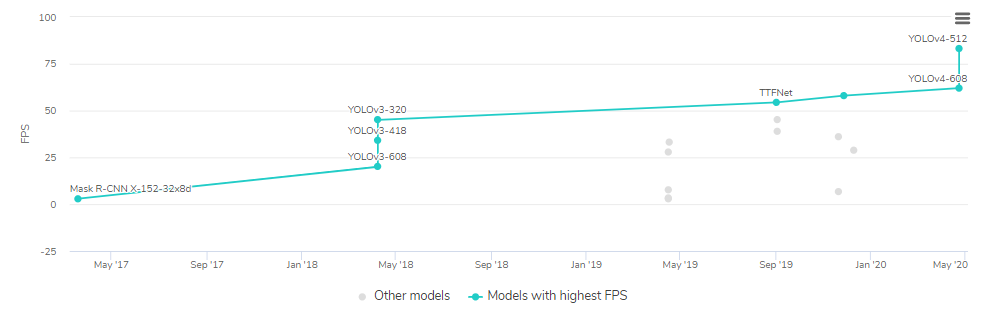 100
75
50
25
0
-25
FPS
YOLOv4-512
YOLOv4-608
TTFNet
YOLOv3-320
YOLOv3-418
YOLOv3-608
Mask R-CNN X-152-32x8d
May '17 Sep '17 Jan '18 May '18 Sep '18 Jan '19 May '19 Sep '19 Jan '20 May '20
Other models Models with highest FPS